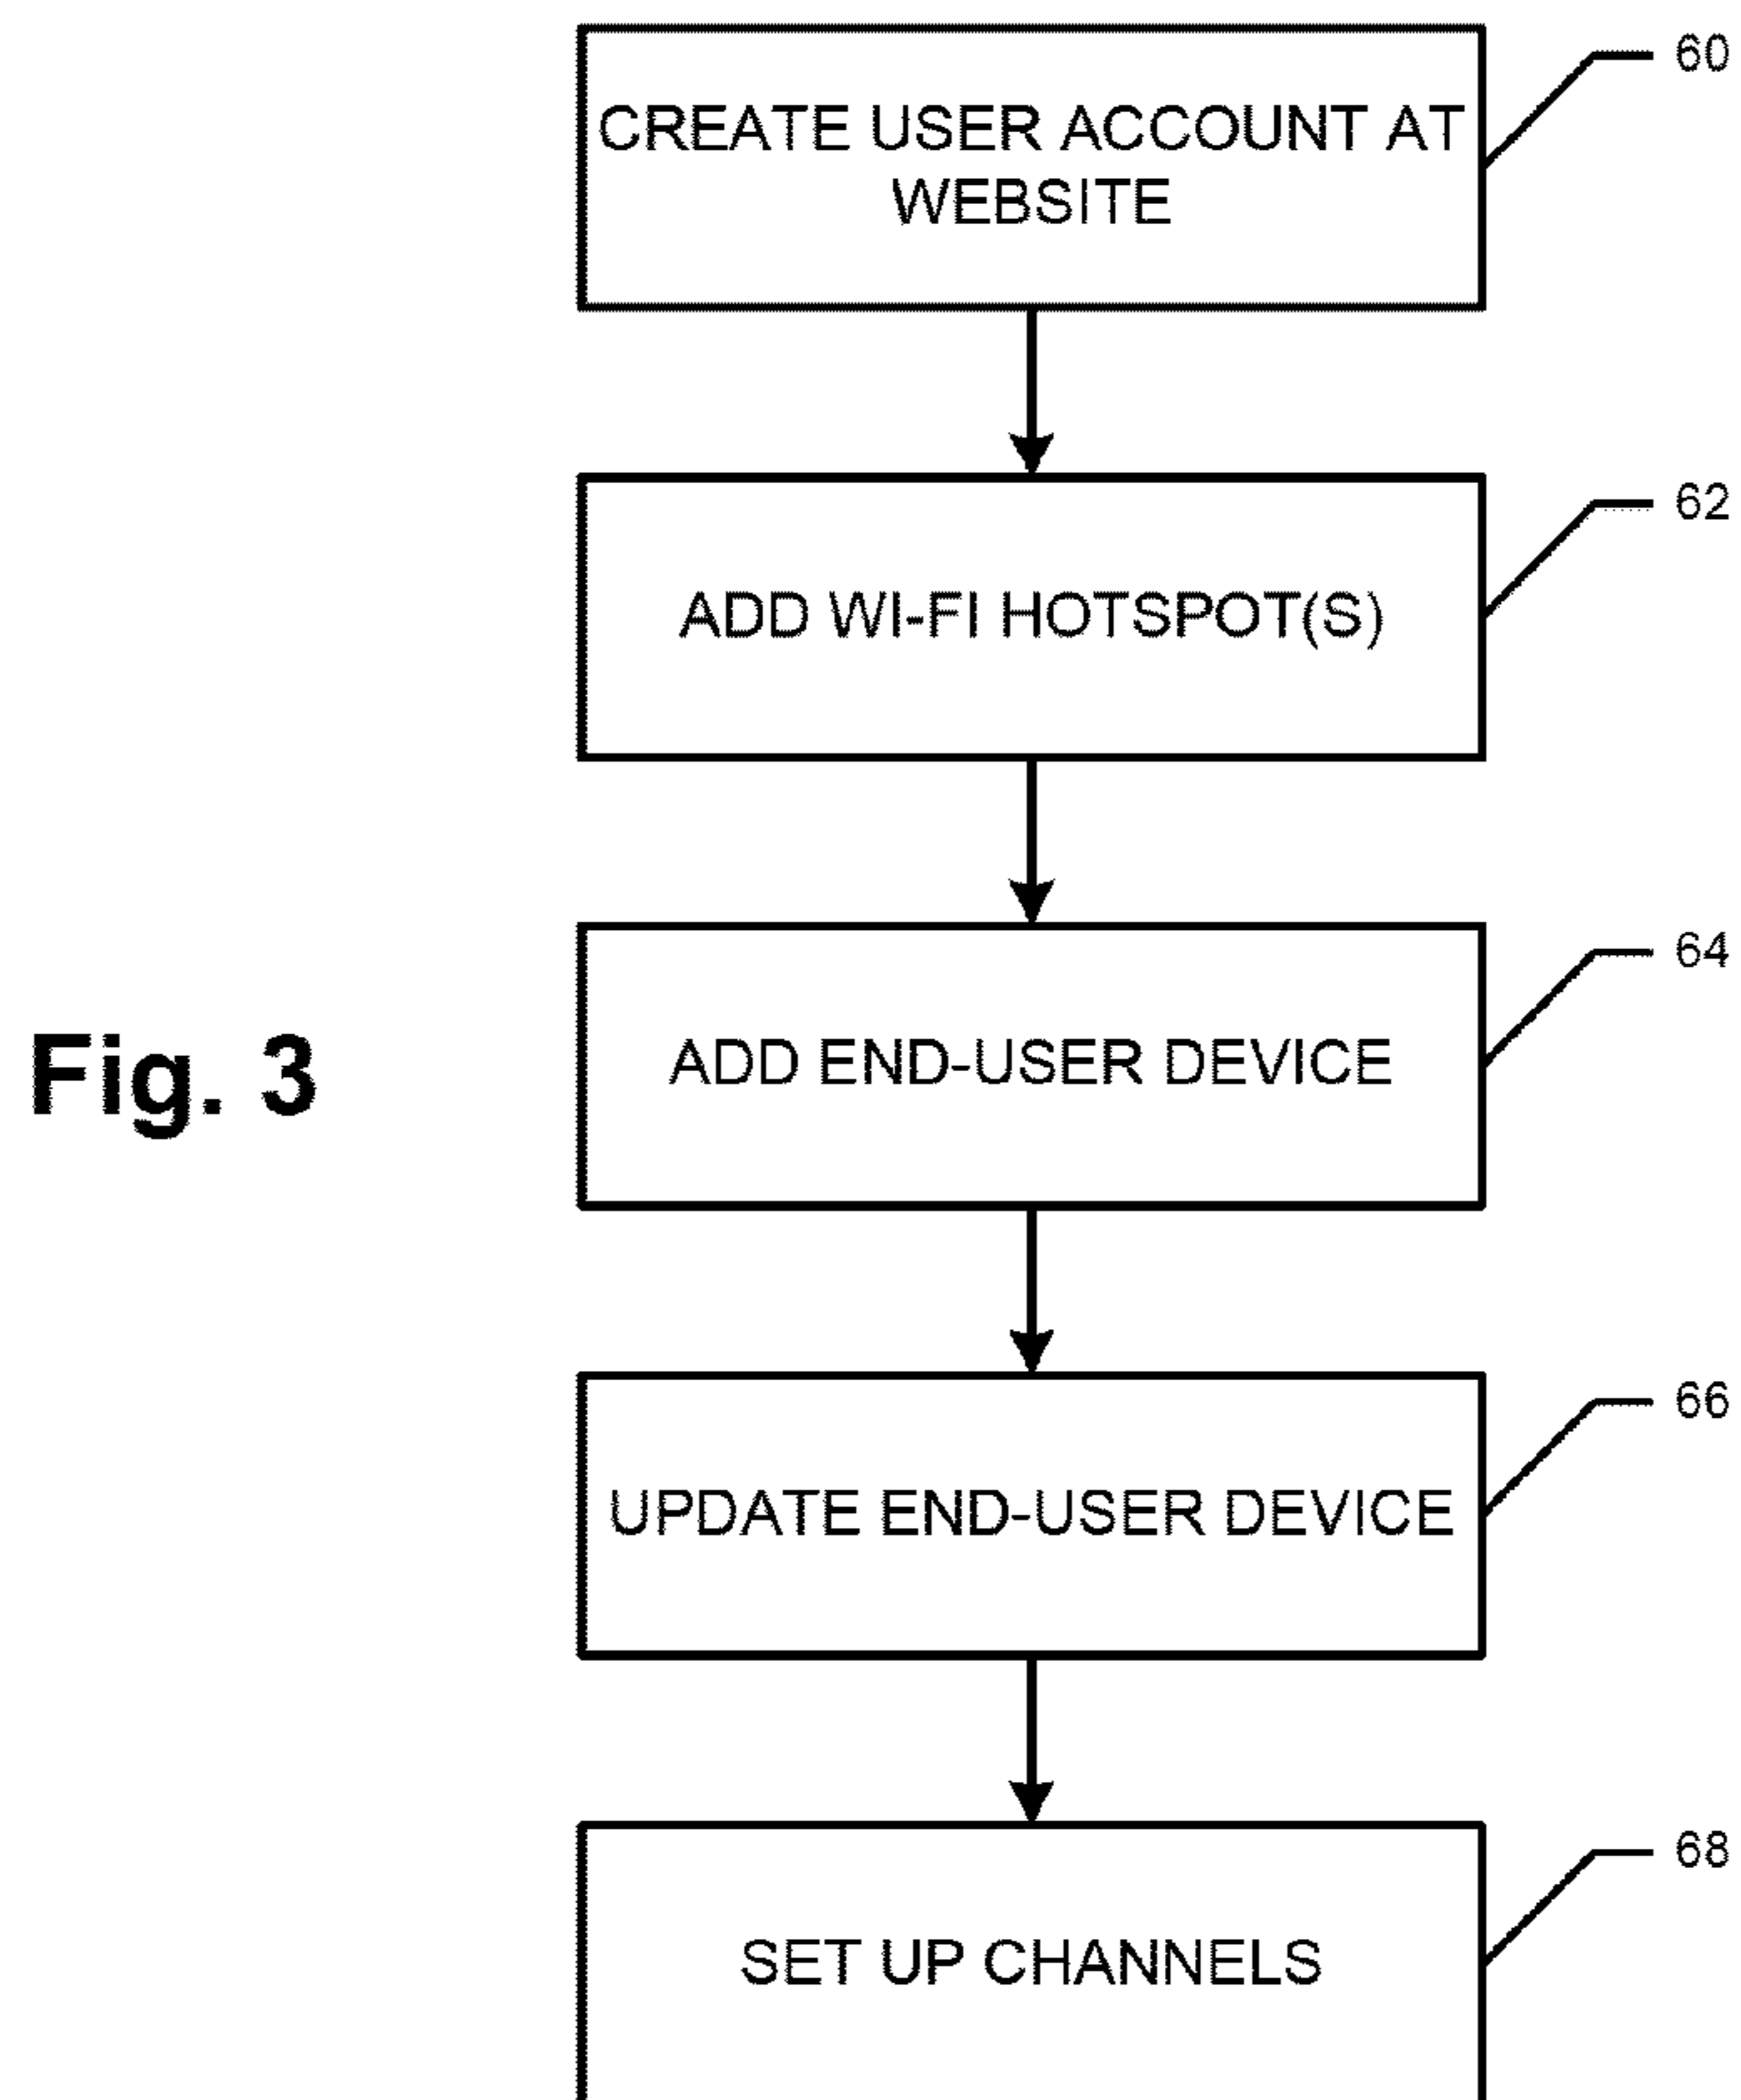 60
CREATE USER ACCOUNT AT
WEBSITE
62
ADD WI-FI HOTSPOT(S)
64
ADD END-USER DEVICE
Fig. 3
66
UPDATE END-USER DEVICE
68
SET UP CHANNELS